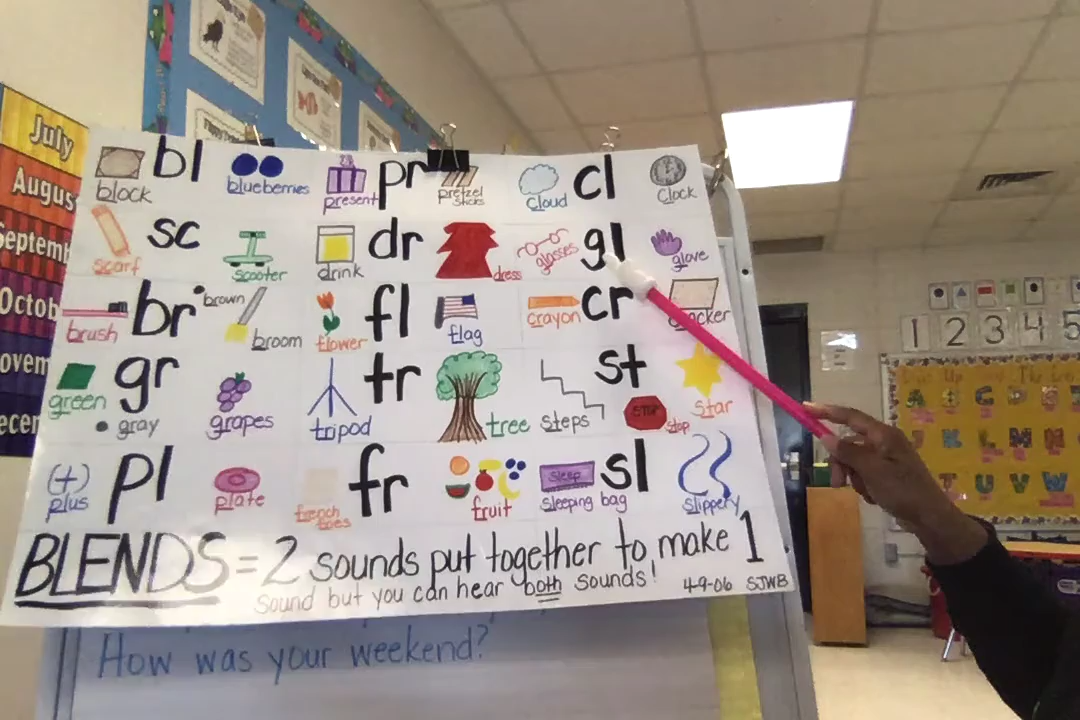 July
Augus
Septemb
Octob
ovem
ecem
bl pr cl
block blueberries present pretzel sticks cloud clock
sc dr gl
scarf scooter drink dress glasses glove
br fl cr
brush •brown broom flower flag crayon cracker
gr tr st
green •gray grapes tripod tree steps STOP stop star
pl fr sl
(+) plus plate french fries fruit sleep sleeping bag slippery
BLENDS = 2 sounds put together to make 1
sound but you can hear both sounds!
4-9-06 SJWB
How was your weekend?
1 2 3 4 5